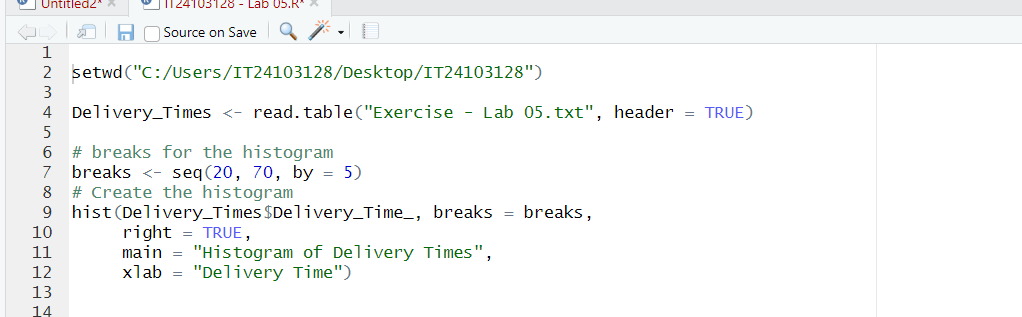 Untitled2* ×
IT24103128 - Lab 05.R* ×
Source on Save
1
2 setwd("C:/Users/IT24103128/Desktop/IT24103128")
3
4 Delivery_Times <- read.table("Exercise - Lab 05.txt", header = TRUE)
5
6 # breaks for the histogram
7 breaks <- seq(20, 70, by = 5)
8 # Create the histogram
9 hist(Delivery_Times$Delivery_Time_, breaks = breaks,
10 right = TRUE,
11 main = "Histogram of Delivery Times",
12 xlab = "Delivery Time")
13
14